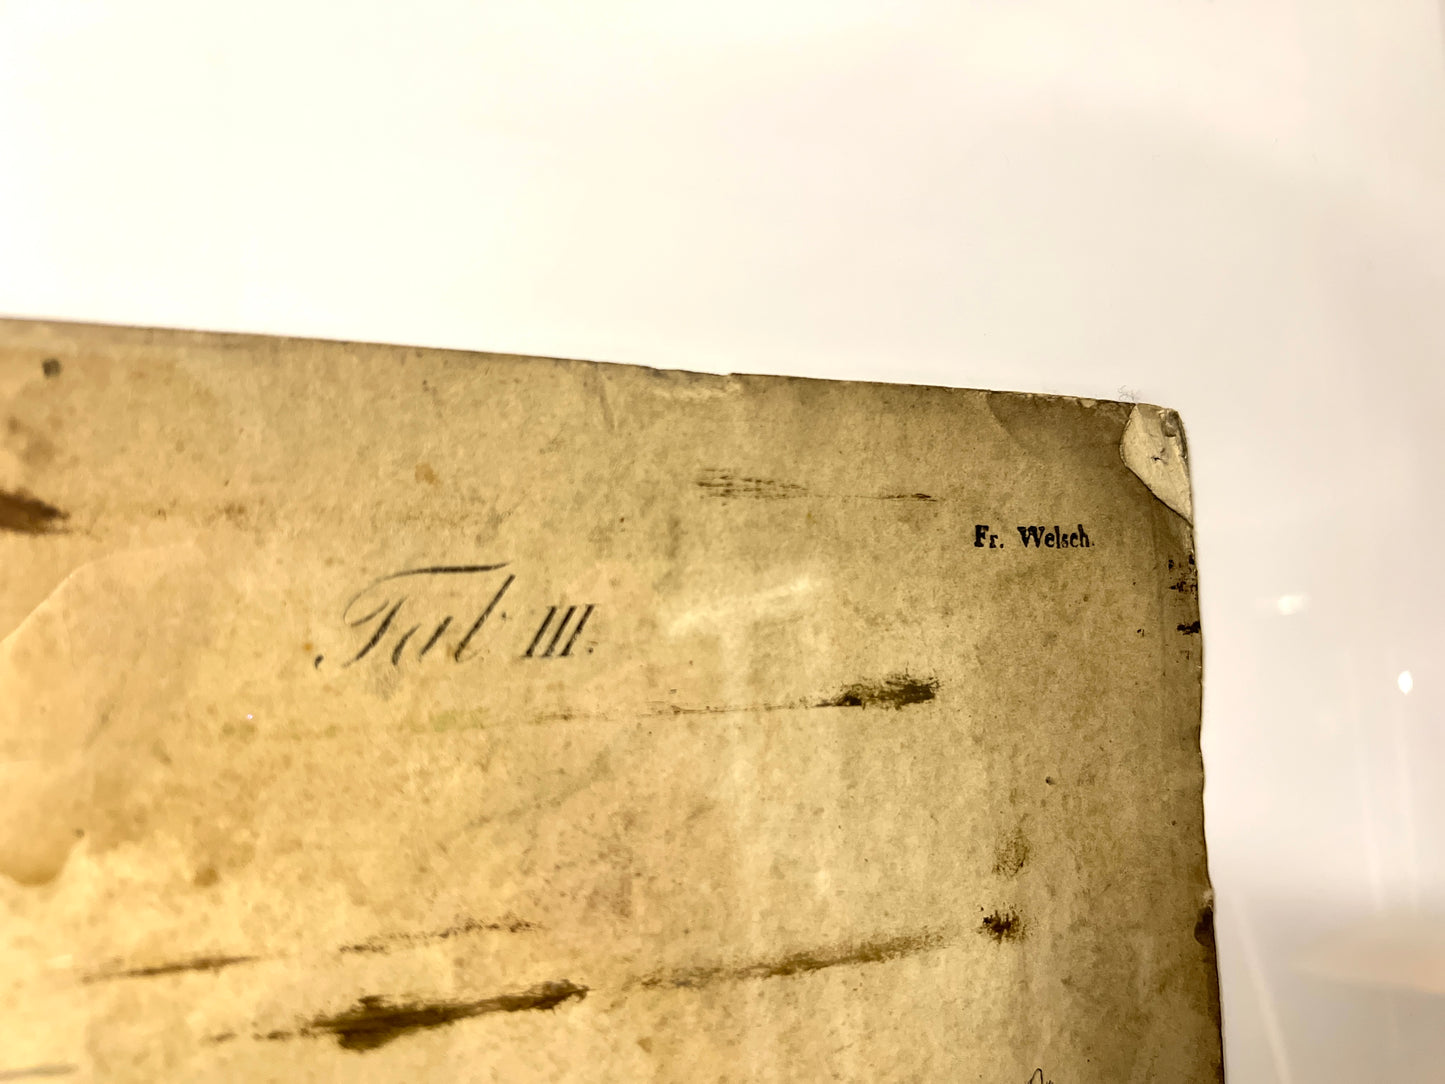 Fr. Welsch.
Tab III.